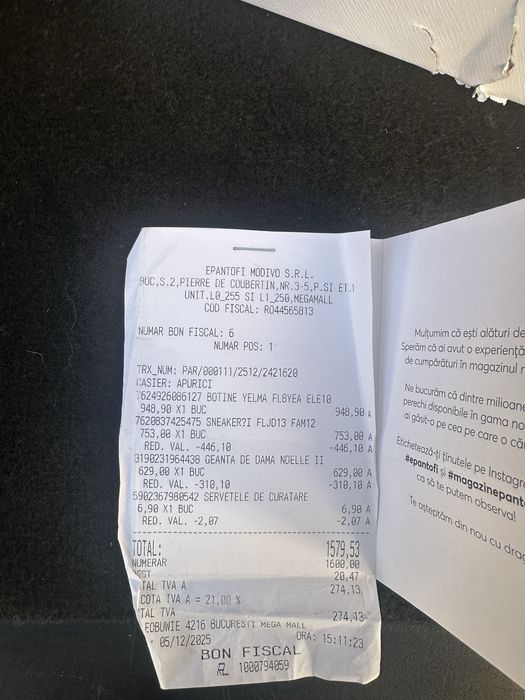 EPANTOFI MODIVO S.R.L.
BUC,S.2,PIERRE DE COUBERTIN,NR.3-5,P.SI ET.1
UNIT.L0_255 SI L1_250,MEGAMALL
COD FISCAL: RO44565813
NUMAR BON FISCAL: 6
NUMAR POS: 1
TRX_NUM: PAR/000111/2512/2421620
CASIER: APURICI
7624926086127 BOTINE YELMA FL8YEA ELE10
948,90 X1 BUC 948,90 A
7620837425475 SNEAKER?I FLJD13 FAM12
753,00 X1 BUC 753,00 A
RED. VAL. -446,10 -446,10 A
0190231964438 GEANTA DE DAMA NOELLE II
629,00 X1 BUC 629,00 A
RED. VAL. -310,10 -310,10 A
5902367980542 SERVETELE DE CURATARE
6,90 X1 BUC 6,90 A
RED. VAL. -2,07 -2,07 A
TOTAL: 1579,53
NUMERAR 1600,00
REST 20,47
TAL TVA A 274,13
COTA TVA A = 21,00 %
TAL TVA 274,13
EOBUWIE 4216 BUCURESTI MEGA MALL
05/12/2025 ORA: 15:11:23
BON FISCAL
1000794059
Mulțumim că ești alături de
Sperăm că ai avut o experiență
de cumpărături în magazinul
Ne bucurăm că dintre milioane
perechi disponibile în gama
ai găsit-o pe cea pe care o
Etichetează-ți ținutele pe
#epantofi și
ca să te putem observa!
Te așteptăm din nou cu